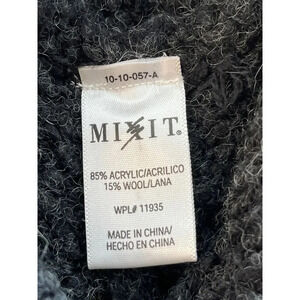 10-10-057-A
MIXIT.
85% ACRYLIC/ACRILICO
15% WOOL/LANA
WPL# 11935
MADE IN CHINA/
HECHO EN CHINA